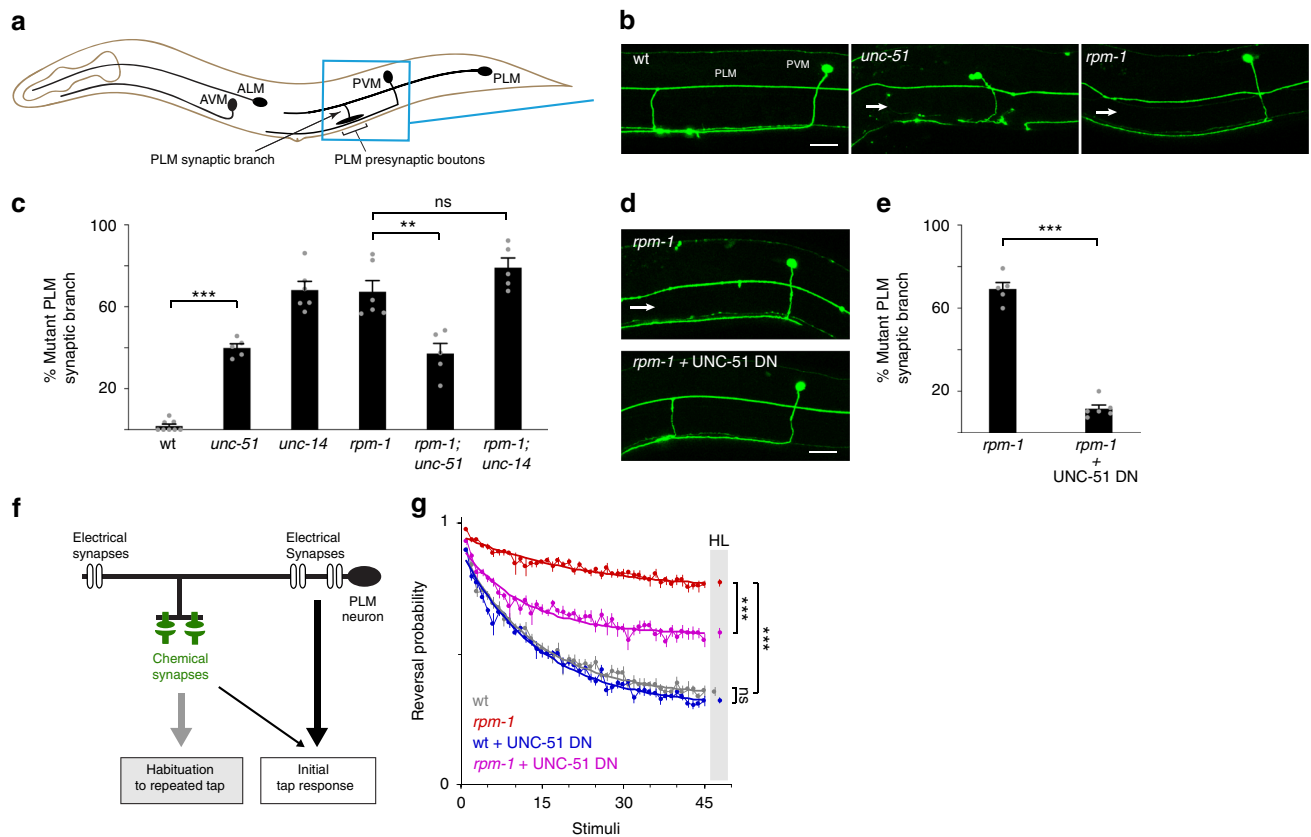 a
AVM
ALM
PVM
PLM
PLM synaptic branch
PLM presynaptic boutons
b
wt
PLM
PVM
unc-51
rpm-1
c
% Mutant PLM
synaptic branch
100
60
20
***
**
ns
wt
unc-51
unc-14
rpm-1
rpm-1;
unc-51
rpm-1;
unc-14
d
rpm-1
rpm-1 + UNC-51 DN
e
% Mutant PLM
synaptic branch
100
60
20
***
rpm-1
rpm-1
+
UNC-51 DN
f
Electrical
synapses
Electrical
Synapses
PLM
neuron
Chemical
synapses
Habituation
to repeated tap
Initial
tap response
g
Reversal probability
1
0
HL
***
***
ns
wt
rpm-1
wt + UNC-51 DN
rpm-1 + UNC-51 DN
0
15
30
45
Stimuli